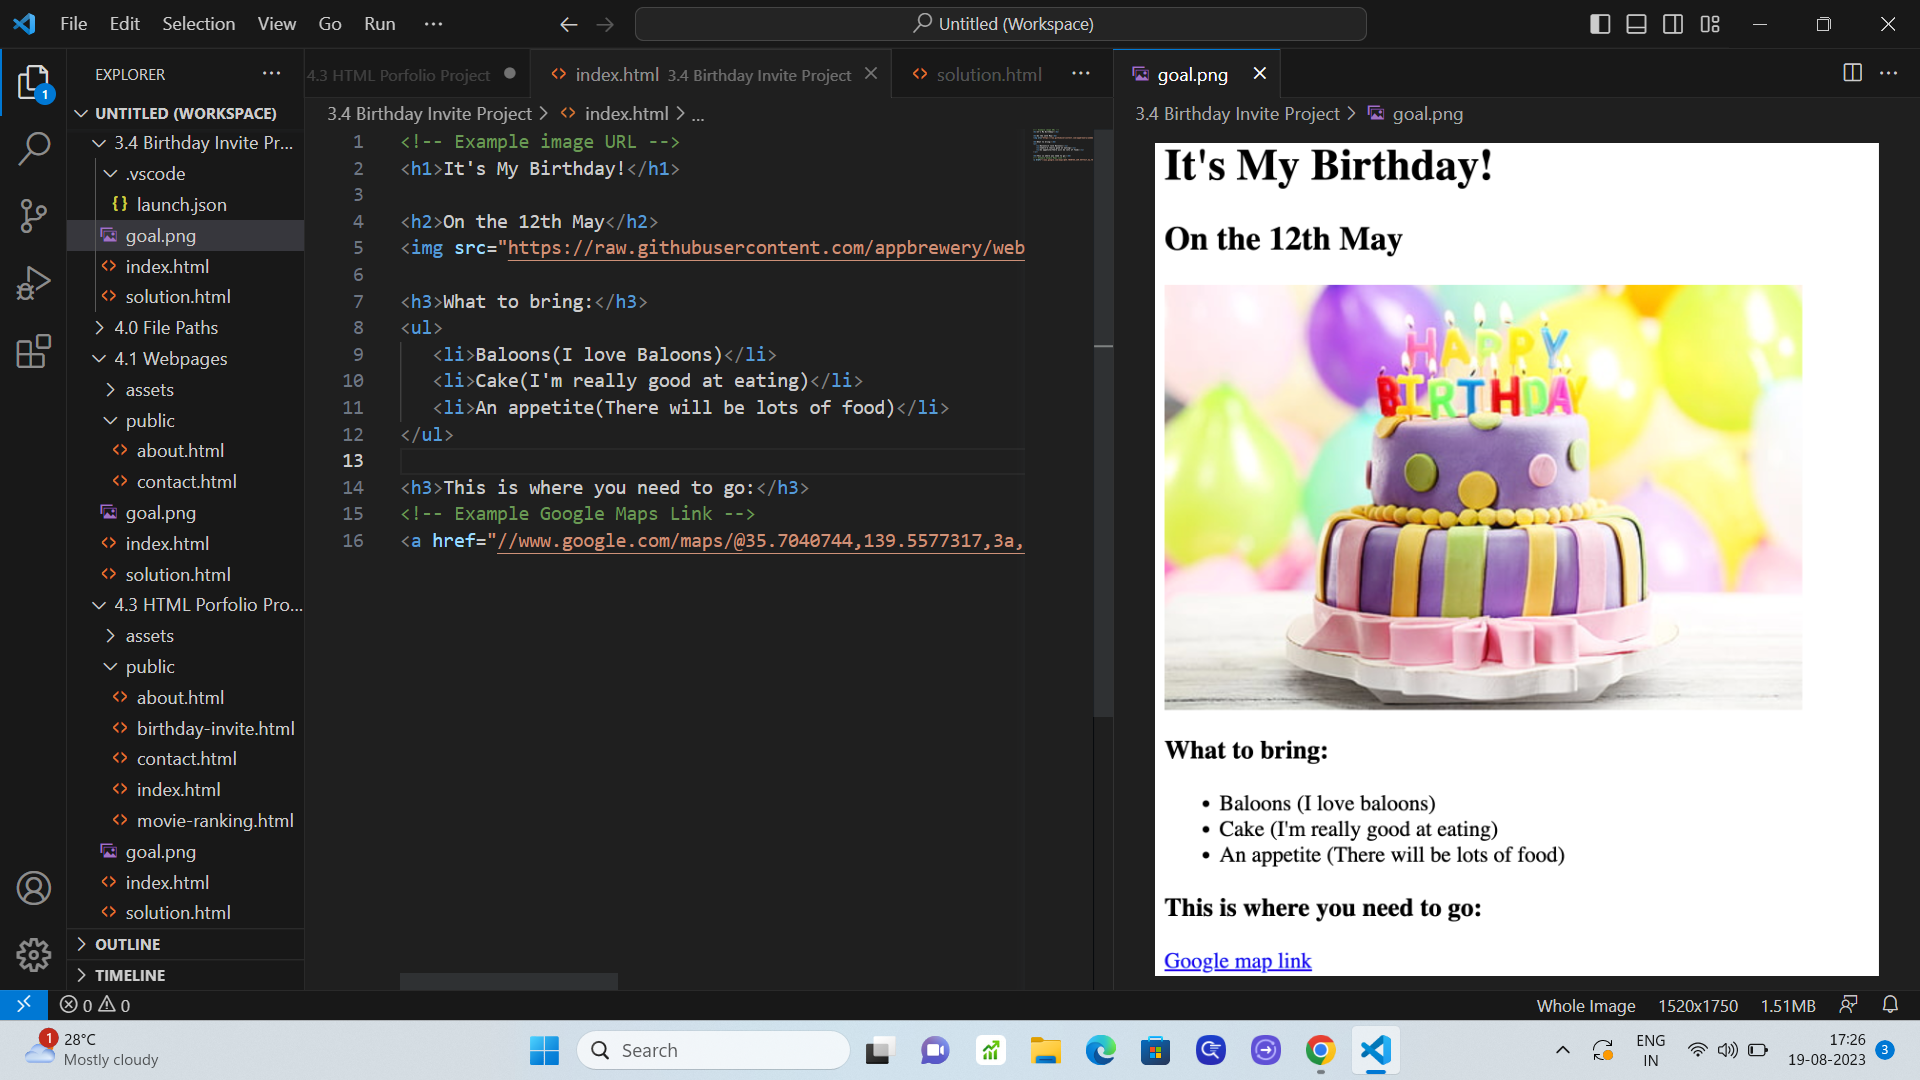 File Edit Selection View Go Run ...
Untitled (Workspace)
EXPLORER ...
UNTITLED (WORKSPACE)
3.4 Birthday Invite Pr...
.vscode
{} launch.json
goal.png
index.html
solution.html
4.0 File Paths
4.1 Webpages
assets
public
about.html
contact.html
goal.png
index.html
solution.html
4.3 HTML Porfolio Pro...
assets
public
about.html
birthday-invite.html
contact.html
index.html
movie-ranking.html
goal.png
index.html
solution.html
OUTLINE
TIMELINE
1
4.3 HTML Porfolio Project
index.html 3.4 Birthday Invite Project
solution.html
3.4 Birthday Invite Project > index.html > ...
1 <!-- Example image URL -->
2 <h1>It's My Birthday!</h1>
3
4 <h2>On the 12th May</h2>
5 <img src="https://raw.githubusercontent.com/appbrewery/web
6
7 <h3>What to bring:</h3>
8 <ul>
9 <li>Baloons(I love Baloons)</li>
10 <li>Cake(I'm really good at eating)</li>
11 <li>An appetite(There will be lots of food)</li>
12 </ul>
13
14 <h3>This is where you need to go:</h3>
15 <!-- Example Google Maps Link -->
16 <a href="//www.google.com/maps/@35.7040744,139.5577317,3a,
goal.png
3.4 Birthday Invite Project > goal.png
It's My Birthday!
On the 12th May
HAPPY
BIRTHDAY
What to bring:
• Baloons (I love baloons)
• Cake (I'm really good at eating)
• An appetite (There will be lots of food)
This is where you need to go:
Google map link
0 0
Whole Image 1520x1750 1.51MB
1 28°C
Mostly cloudy
Search
ENG
IN
17:26
19-08-2023
3